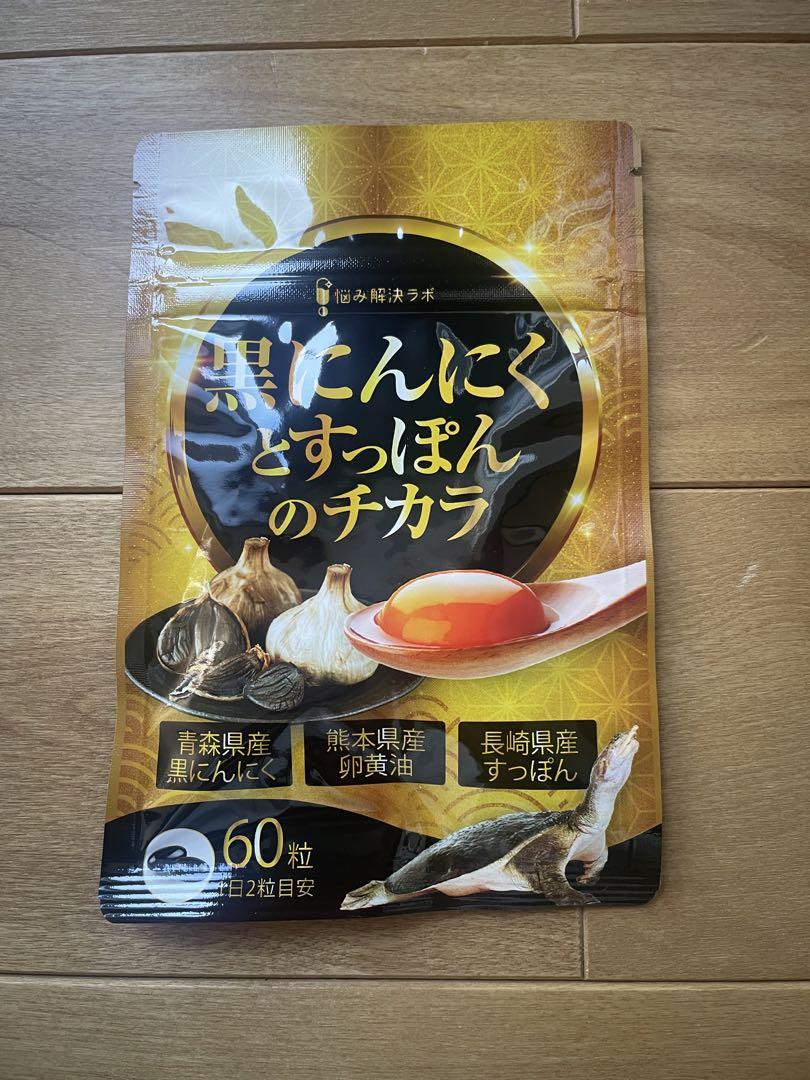 悩み解決ラボ
黒にんにく
とすっぽん
のチカラ
青森県産
黒にんにく
熊本県産
卵黄油
長崎県産
すっぽん
60粒
1日2粒目安